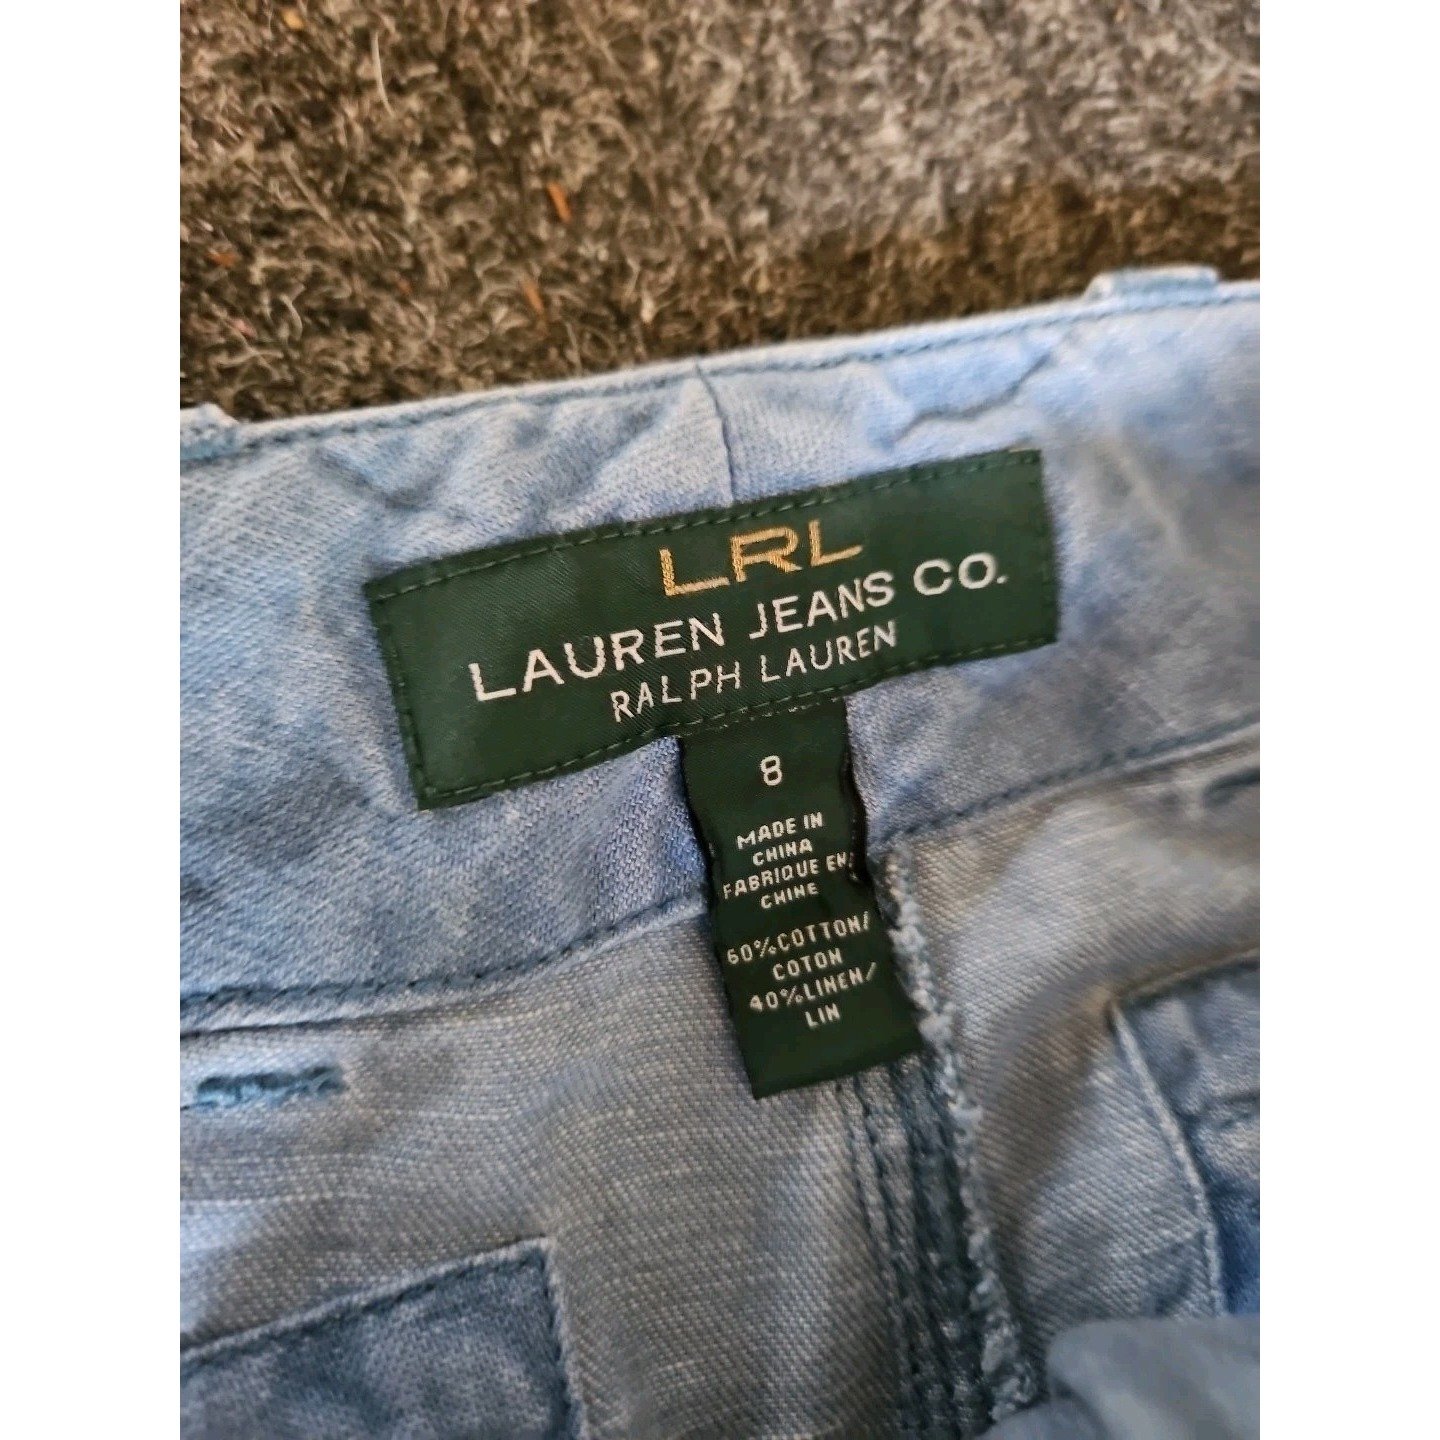 LRL
LAUREN JEANS CO.
RALPH LAUREN
8
MADE IN
CHINA
FABRIQUE EN
CHINE
60%COTTON/
COTON
40%LINEN/
LIN